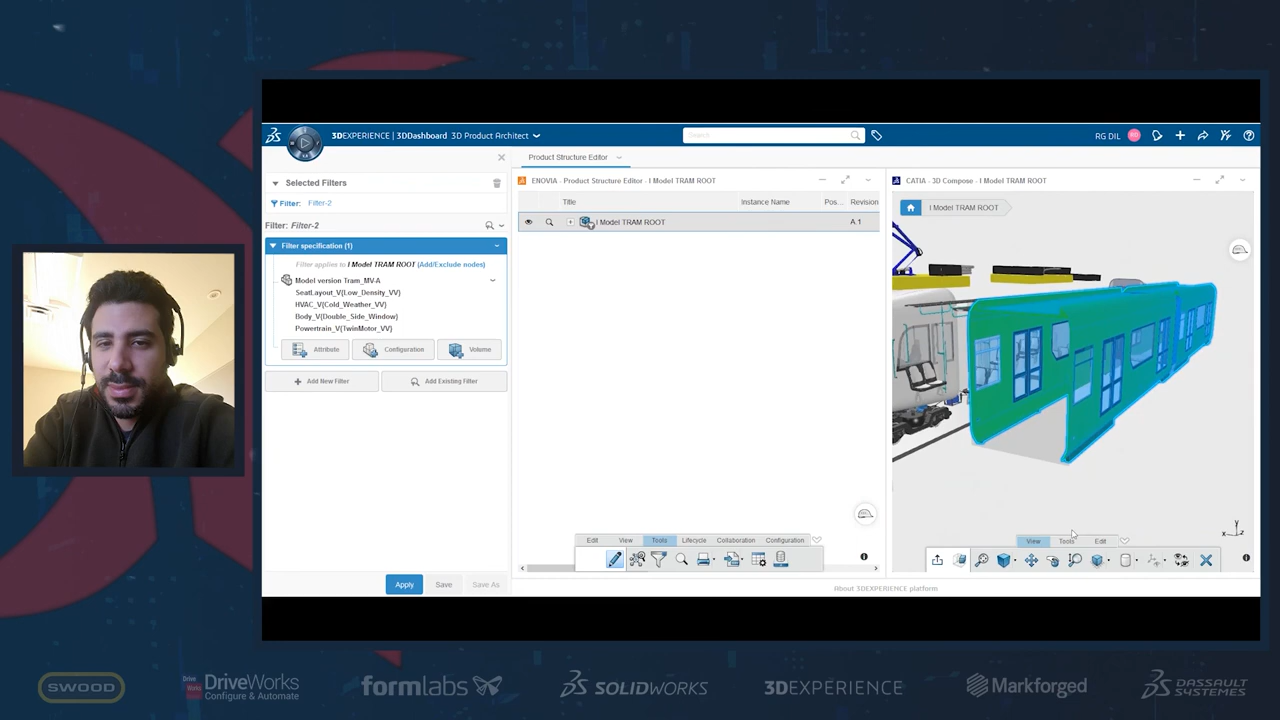 3DEXPERIENCE | 3DDashboard 3D Product Architect
Search
RG DIL
Selected Filters
Filter: Filter-2
Filter: Filter-2
Filter specification (1)
Filter applies to I Model TRAM ROOT (Add/Exclude nodes)
Model version Tram_MV-A
SeatLayout_V{Low_Density_VV}
HVAC_V{Cold_Weather_VV}
Body_V{Double_Side_Window}
Powertrain_V{TwinMotor_VV}
Attribute
Configuration
Volume
Add New Filter
Add Existing Filter
Apply
Save
Save As
Product Structure Editor
ENOVIA - Product Structure Editor - I Model TRAM ROOT
Title
Instance Name
Pos...
Revision
I Model TRAM ROOT
A.1
Edit
View
Tools
Lifecycle
Collaboration
Configuration
CATIA - 3D Compose - I Model TRAM ROOT
I Model TRAM ROOT
y
x
z
View
Tools
Edit
About 3DEXPERIENCE platform
SWOOD
DriveWorks
Configure & Automate
formlabs
SOLIDWORKS
3DEXPERIENCE
Markforged
DASSAULT
SYSTEMES